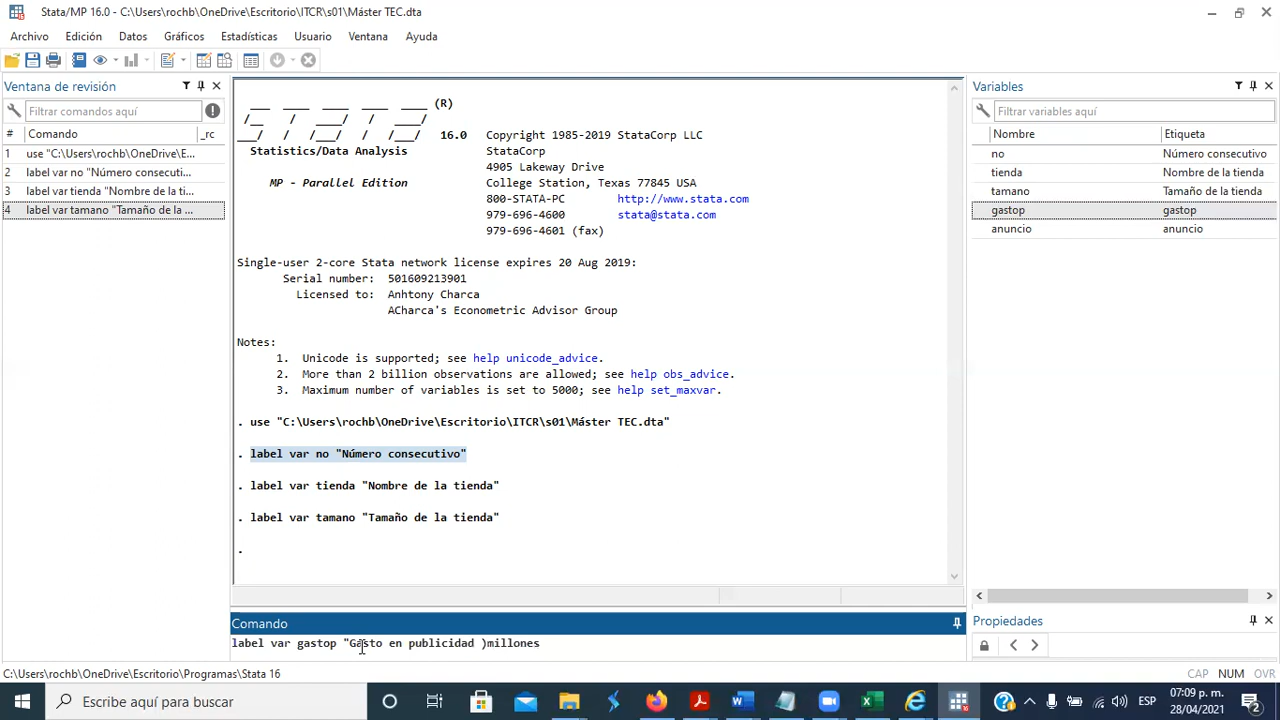 Stata/MP 16.0 - C:\Users\rochb\OneDrive\Escritorio\ITCR\s01\Máster TEC.dta
Archivo Edición Datos Gráficos Estadísticas Usuario Ventana Ayuda
Ventana de revisión
Filtrar comandos aquí
# Comando _rc
1 use "C:\Users\rochb\OneDrive\E...
2 label var no "Número consecuti...
3 label var tienda "Nombre de la ti...
4 label var tamano "Tamaño de la ...
(R)
16.0 Copyright 1985-2019 StataCorp LLC
Statistics/Data Analysis StataCorp
4905 Lakeway Drive
MP - Parallel Edition College Station, Texas 77845 USA
800-STATA-PC http://www.stata.com
979-696-4600 stata@stata.com
979-696-4601 (fax)
Single-user 2-core Stata network license expires 20 Aug 2019:
Serial number: 501609213901
Licensed to: Anhtony Charca
ACharca's Econometric Advisor Group
Notes:
1. Unicode is supported; see help unicode_advice.
2. More than 2 billion observations are allowed; see help obs_advice.
3. Maximum number of variables is set to 5000; see help set_maxvar.
. use "C:\Users\rochb\OneDrive\Escritorio\ITCR\s01\Máster TEC.dta"
. label var no "Número consecutivo"
. label var tienda "Nombre de la tienda"
. label var tamano "Tamaño de la tienda"
.
Comando
label var gastop "Gasto en publicidad )millones
Variables
Filtrar variables aquí
Nombre Etiqueta
no Número consecutivo
tienda Nombre de la tienda
tamano Tamaño de la tienda
gastop gastop
anuncio anuncio
Propiedades
C:\Users\rochb\OneDrive\Escritorio\Programas\Stata 16
CAP NUM OVR
Escribe aquí para buscar
ESP
07:09 p. m.
28/04/2021
2